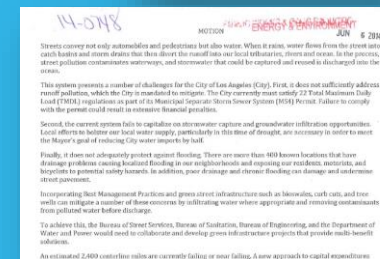 14-0748
MOTION
ENERGY & ENVIRONMENT
JUN 6 201
Streets convey not only automobiles and pedestrians but also water. When it rains, water flows from the street into
catch basins and storm drains that then divert the runoff into our local tributaries, rivers and ocean. In the process,
street pollution contaminates waterways, and stormwater that could be captured and reused is discharged into the
ocean.
This system presents a number of challenges for the City of Los Angeles (City). First, it does not sufficiently address
runoff pollution, which the City is mandated to mitigate. The City currently must satisfy 22 Total Maximum Daily
Load (TMDL) regulations as part of its Municipal Separate Storm Sewer System (MS4) Permit. Failure to comply
with the permit could result in extensive financial penalties.
Second, the current system fails to capitalize on stormwater capture and groundwater infiltration opportunities.
Local efforts to bolster our local water supply, particularly in this time of drought, are necessary in order to meet
the Mayor's goal of reducing City water imports by half.
Finally, it does not adequately protect against flooding. There are more than 400 known locations that have
drainage problems causing localized flooding in our neighborhoods and exposing our residents, motorists, and
bicyclists to potential safety hazards. In addition, poor drainage and chronic flooding can damage and undermine
street pavement.
Incorporating Best Management Practices and green street infrastructure such as bioswales, curb cuts, and tree
wells can mitigate a number of these concerns by infiltrating water where appropriate and removing contaminants
from polluted water before discharge.
To achieve this, the Bureau of Street Services, Bureau of Sanitation, Bureau of Engineering, and the Department of
Water and Power would need to collaborate and develop green infrastructure projects that provide multi-benefit
solutions.
An estimated 2,400 centerline miles are currently failing or near failing. A new approach to capital expenditures